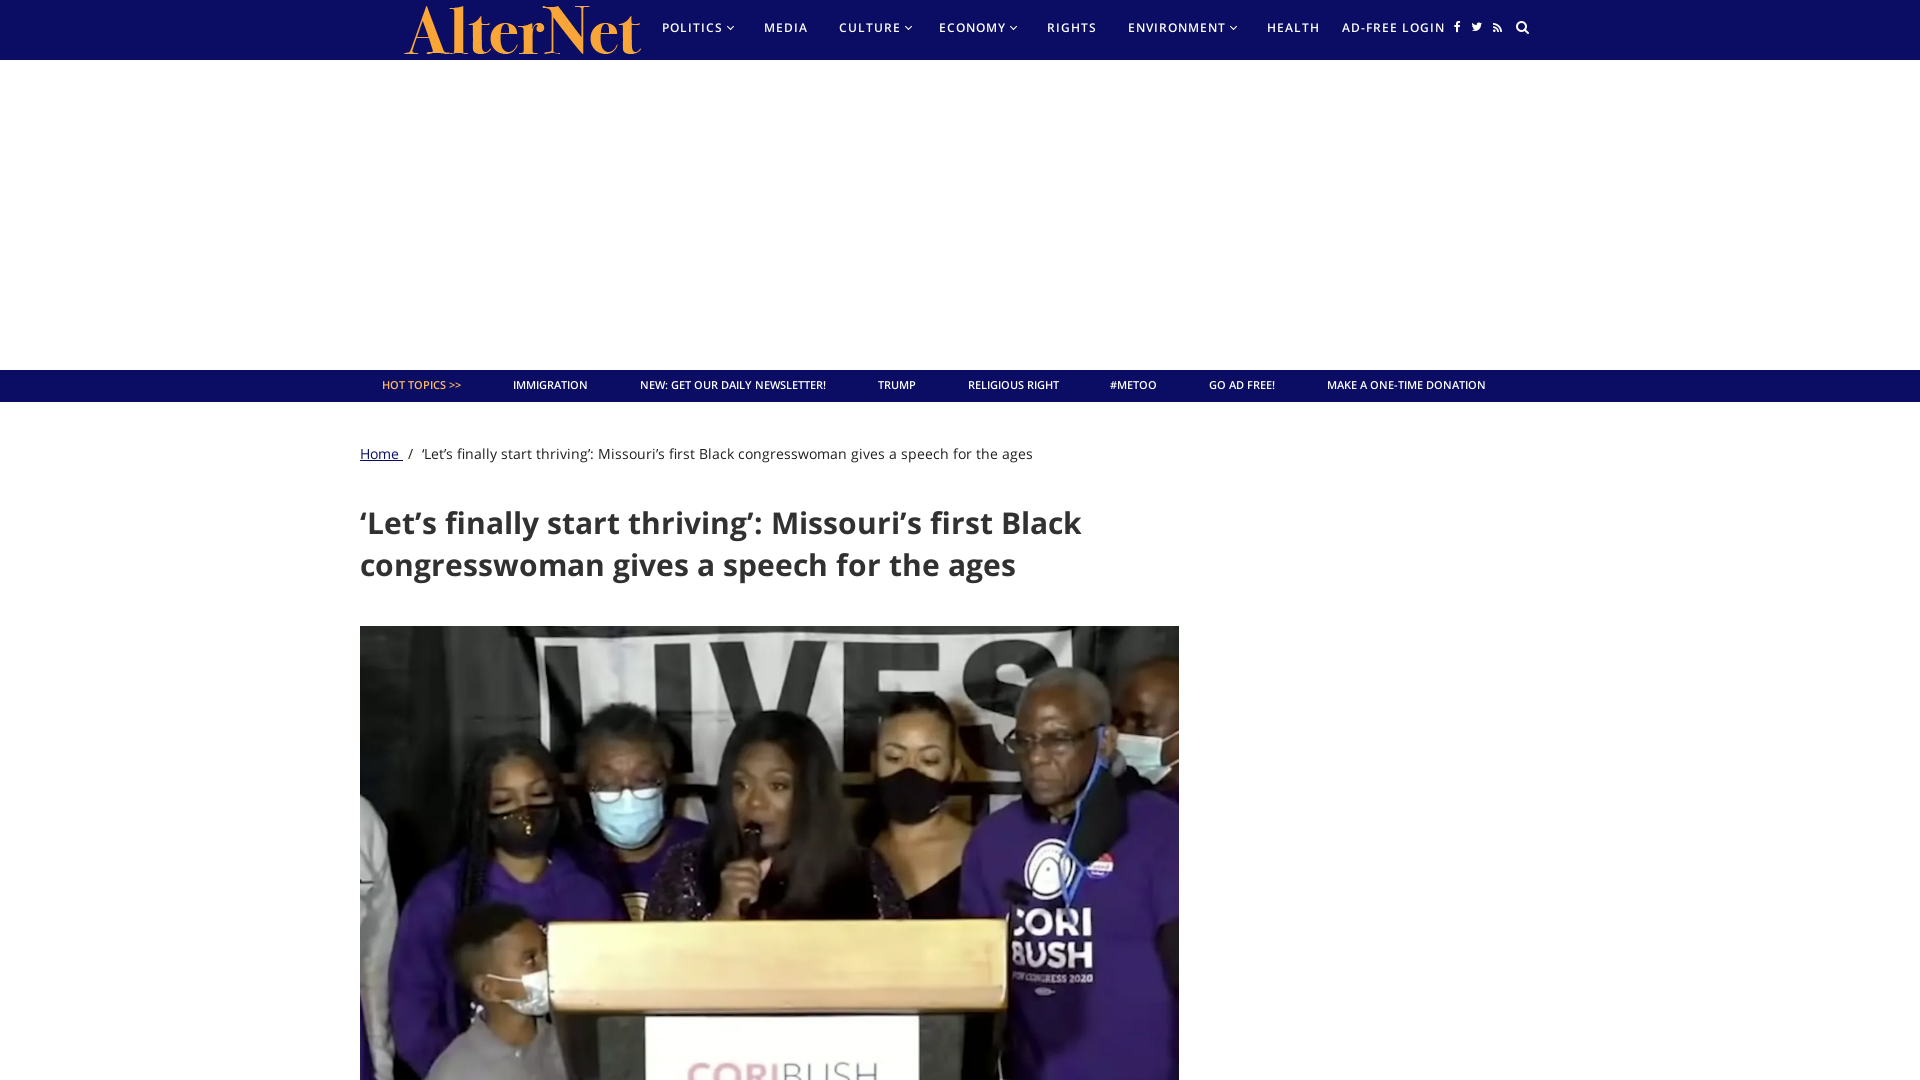 AlterNet
POLITICS
MEDIA
CULTURE
ECONOMY
RIGHTS
ENVIRONMENT
HEALTH
AD-FREE LOGIN
HOT TOPICS >>
IMMIGRATION
NEW: GET OUR DAILY NEWSLETTER!
TRUMP
RELIGIOUS RIGHT
#METOO
GO AD FREE!
MAKE A ONE-TIME DONATION
Home / ‘Let’s finally start thriving’: Missouri’s first Black congresswoman gives a speech for the ages
‘Let’s finally start thriving’: Missouri’s first Black
congresswoman gives a speech for the ages
LIVES
CORI
BUSH
FOR CONGRESS 2020
CORIBUSH